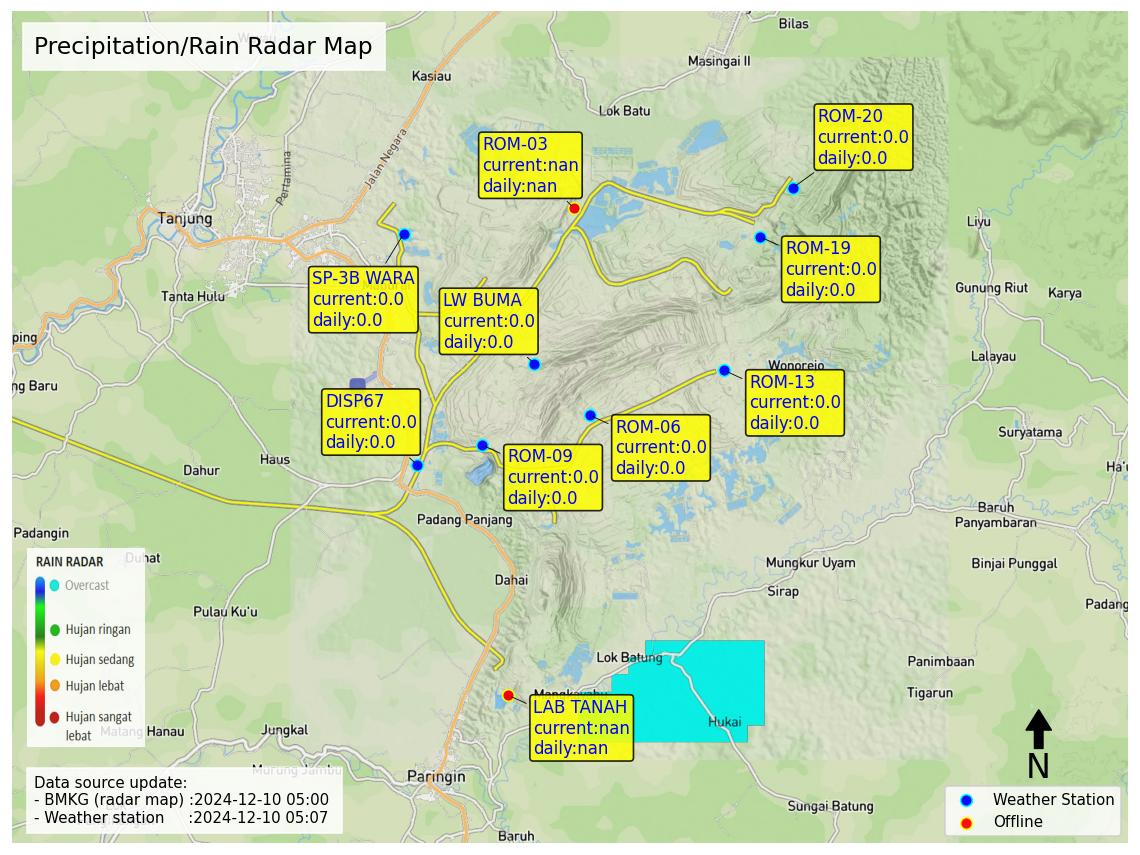 Precipitation/Rain Radar Map
Bilas
Masingai II
Kasiau
Lok Batu
Jalan Negara
Pertamina
Tanjung
Tanta Hulu
ROM-20
current:0.0
daily:0.0
ROM-03
current:nan
daily:nan
ROM-19
current:0.0
daily:0.0
SP-3B WARA
current:0.0
daily:0.0
LW BUMA
current:0.0
daily:0.0
Liyu
Gunung Riut
Karya
Lalayau
Wonorejo
ping
ng Baru
ROM-13
current:0.0
daily:0.0
DISP67
current:0.0
daily:0.0
ROM-06
current:0.0
daily:0.0
ROM-09
current:0.0
daily:0.0
Suryatama
Ha'u
Haus
Dahur
Padang Panjang
Baruh
Panyambaran
Padangin
Duhat
Dahai
Mungkur Uyam
Binjai Punggal
Sirap
Padang
Pulau Ku'u
RAIN RADAR
Overcast
Hujan ringan
Hujan sedang
Hujan lebat
Hujan sangat
lebat
Lok Batung
Panimbaan
Tigarun
Hukai
LAB TANAH
current:nan
daily:nan
Matang Hanau
Jungkal
Murung Jambu
Paringin
Sungai Batung
Baruh
Data source update:
- BMKG (radar map) :2024-12-10 05:00
- Weather station :2024-12-10 05:07
N
Weather Station
Offline